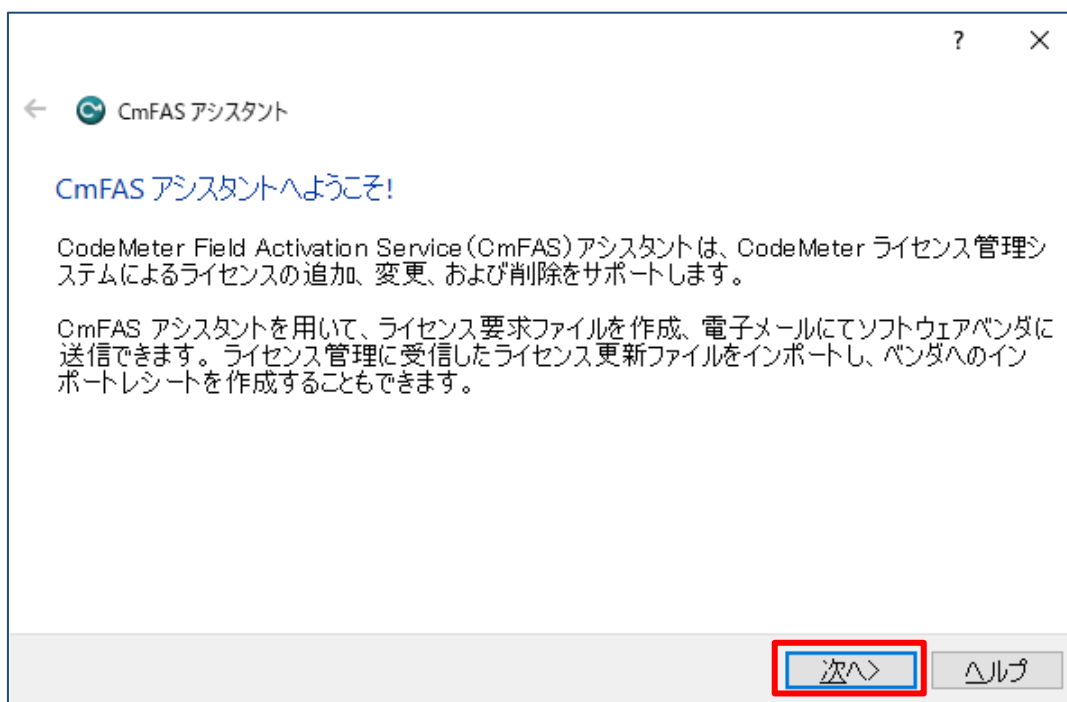 ? ×
← CmFAS アシスタント
CmFAS アシスタントへようこそ!
CodeMeter Field Activation Service（CmFAS）アシスタントは、CodeMeter ライセンス管理シ
ステムによるライセンスの追加、変更、および削除をサポートします。
CmFAS アシスタントを用いて、ライセンス要求ファイルを作成、電子メールにてソフトウェアベンダに
送信できます。ライセンス管理に受信したライセンス更新ファイルをインポートし、ベンダへのイン
ポートレシートを作成することもできます。
次へ> ヘルプ